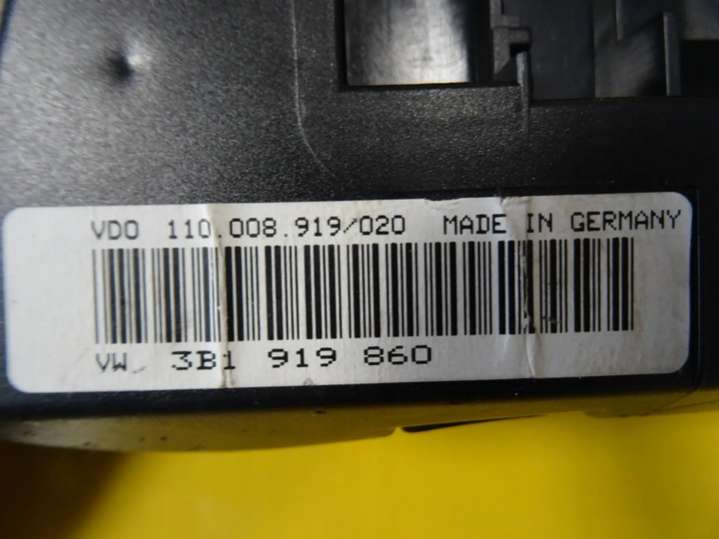 VDO 110.008.919/020 MADE IN GERMANY
VW 3B1 919 860